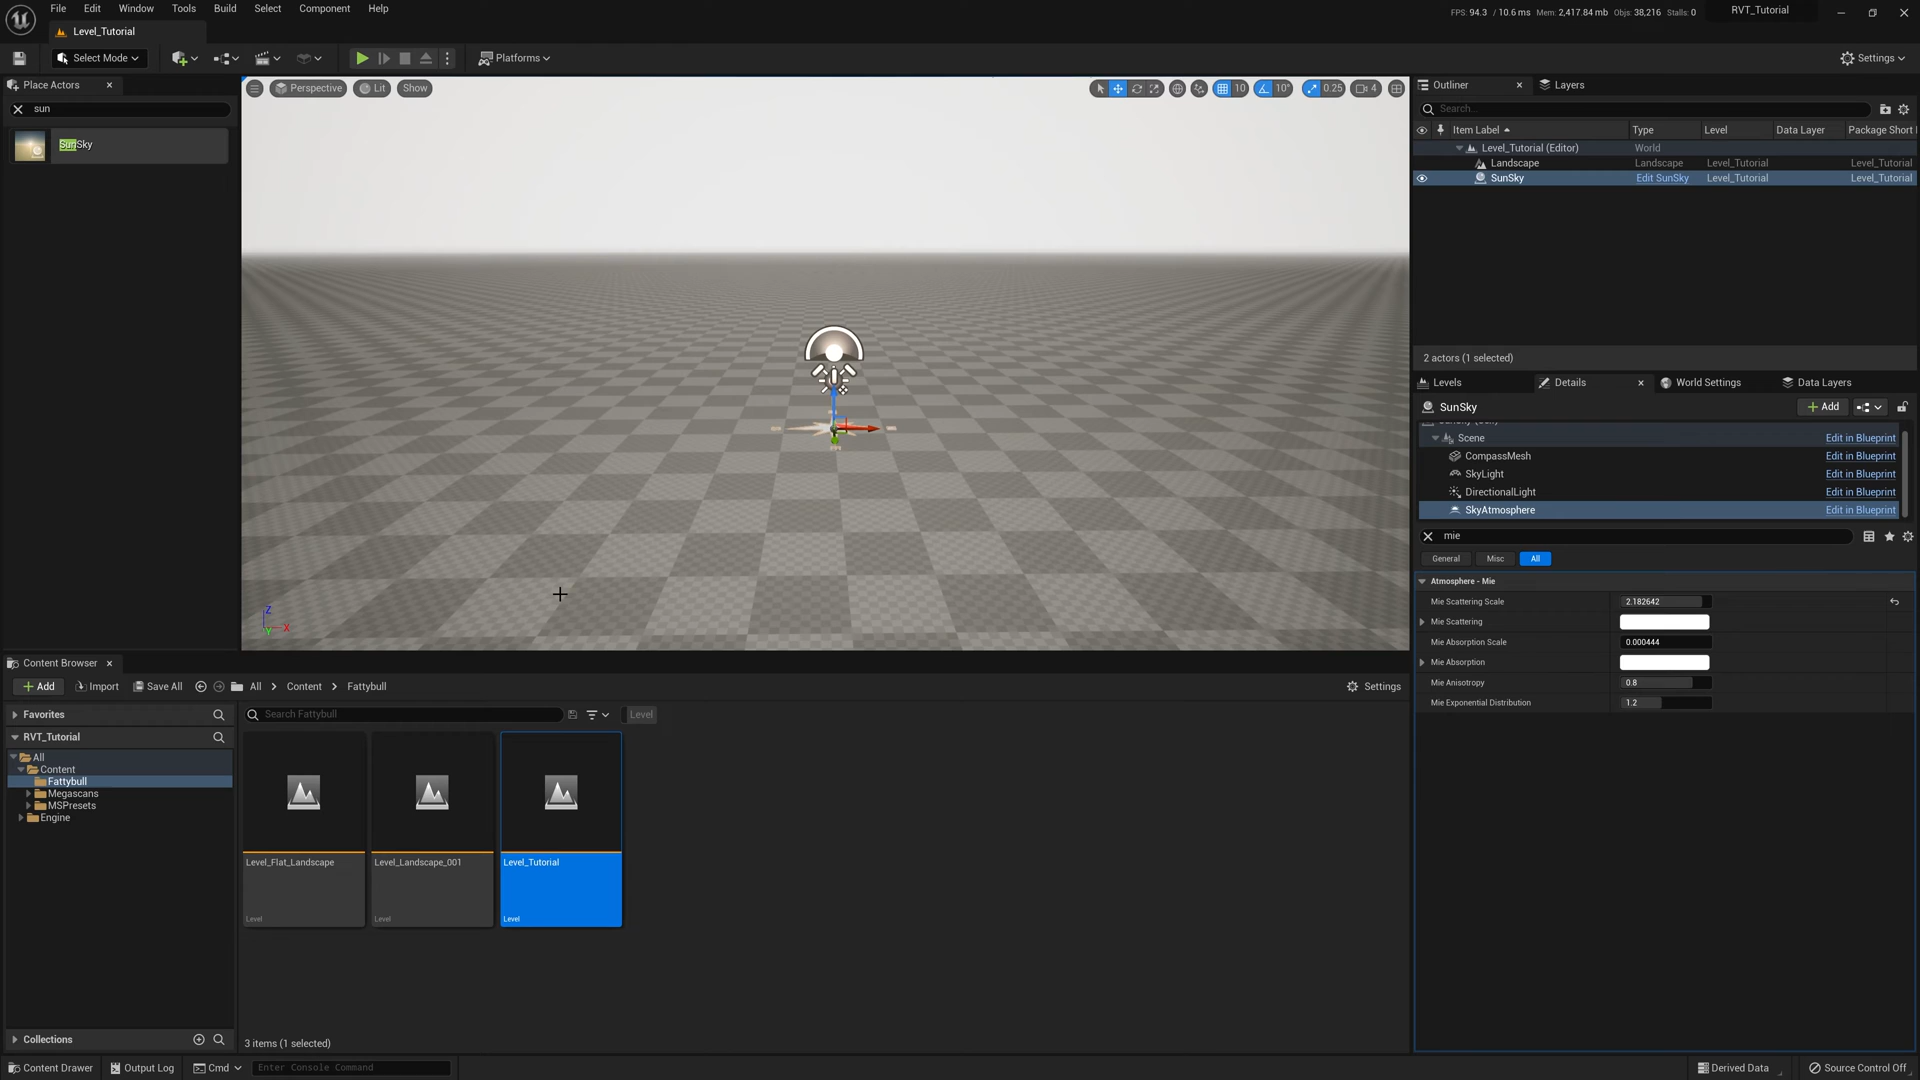 File Edit Window Tools Build Select Component Help
FPS: 94.3 / 10.6 ms Mem: 2,417.84 mb Objs: 38,216 Stalls: 0
RVT_Tutorial
Level_Tutorial
Select Mode
Platforms
Settings
Place Actors
sun
SunSky
Perspective Lit Show
10 10° 0.25 4
Outliner Layers
Search...
Item Label Type Level Data Layer Package Short
Level_Tutorial (Editor) World
Landscape Landscape Level_Tutorial Level_Tutorial
SunSky Edit SunSky Level_Tutorial Level_Tutorial
2 actors (1 selected)
Levels Details World Settings Data Layers
SunSky
Add
Scene Edit in Blueprint
CompassMesh Edit in Blueprint
SkyLight Edit in Blueprint
DirectionalLight Edit in Blueprint
SkyAtmosphere Edit in Blueprint
mie
General Misc All
Atmosphere - Mie
Mie Scattering Scale 2.182642
Mie Scattering
Mie Absorption Scale 0.000444
Mie Absorption
Mie Anisotropy 0.8
Mie Exponential Distribution 1.2
Z
Y X
Content Browser
Add Import Save All All Content Fattybull
Settings
Favorites
Search Fattybull
Level
RVT_Tutorial
All
Content
Fattybull
Megascans
MSPresets
Engine
Level_Flat_Landscape
Level
Level_Landscape_001
Level
Level_Tutorial
Level
Collections
3 items (1 selected)
Content Drawer Output Log Cmd Enter Console Command
Derived Data Source Control Off